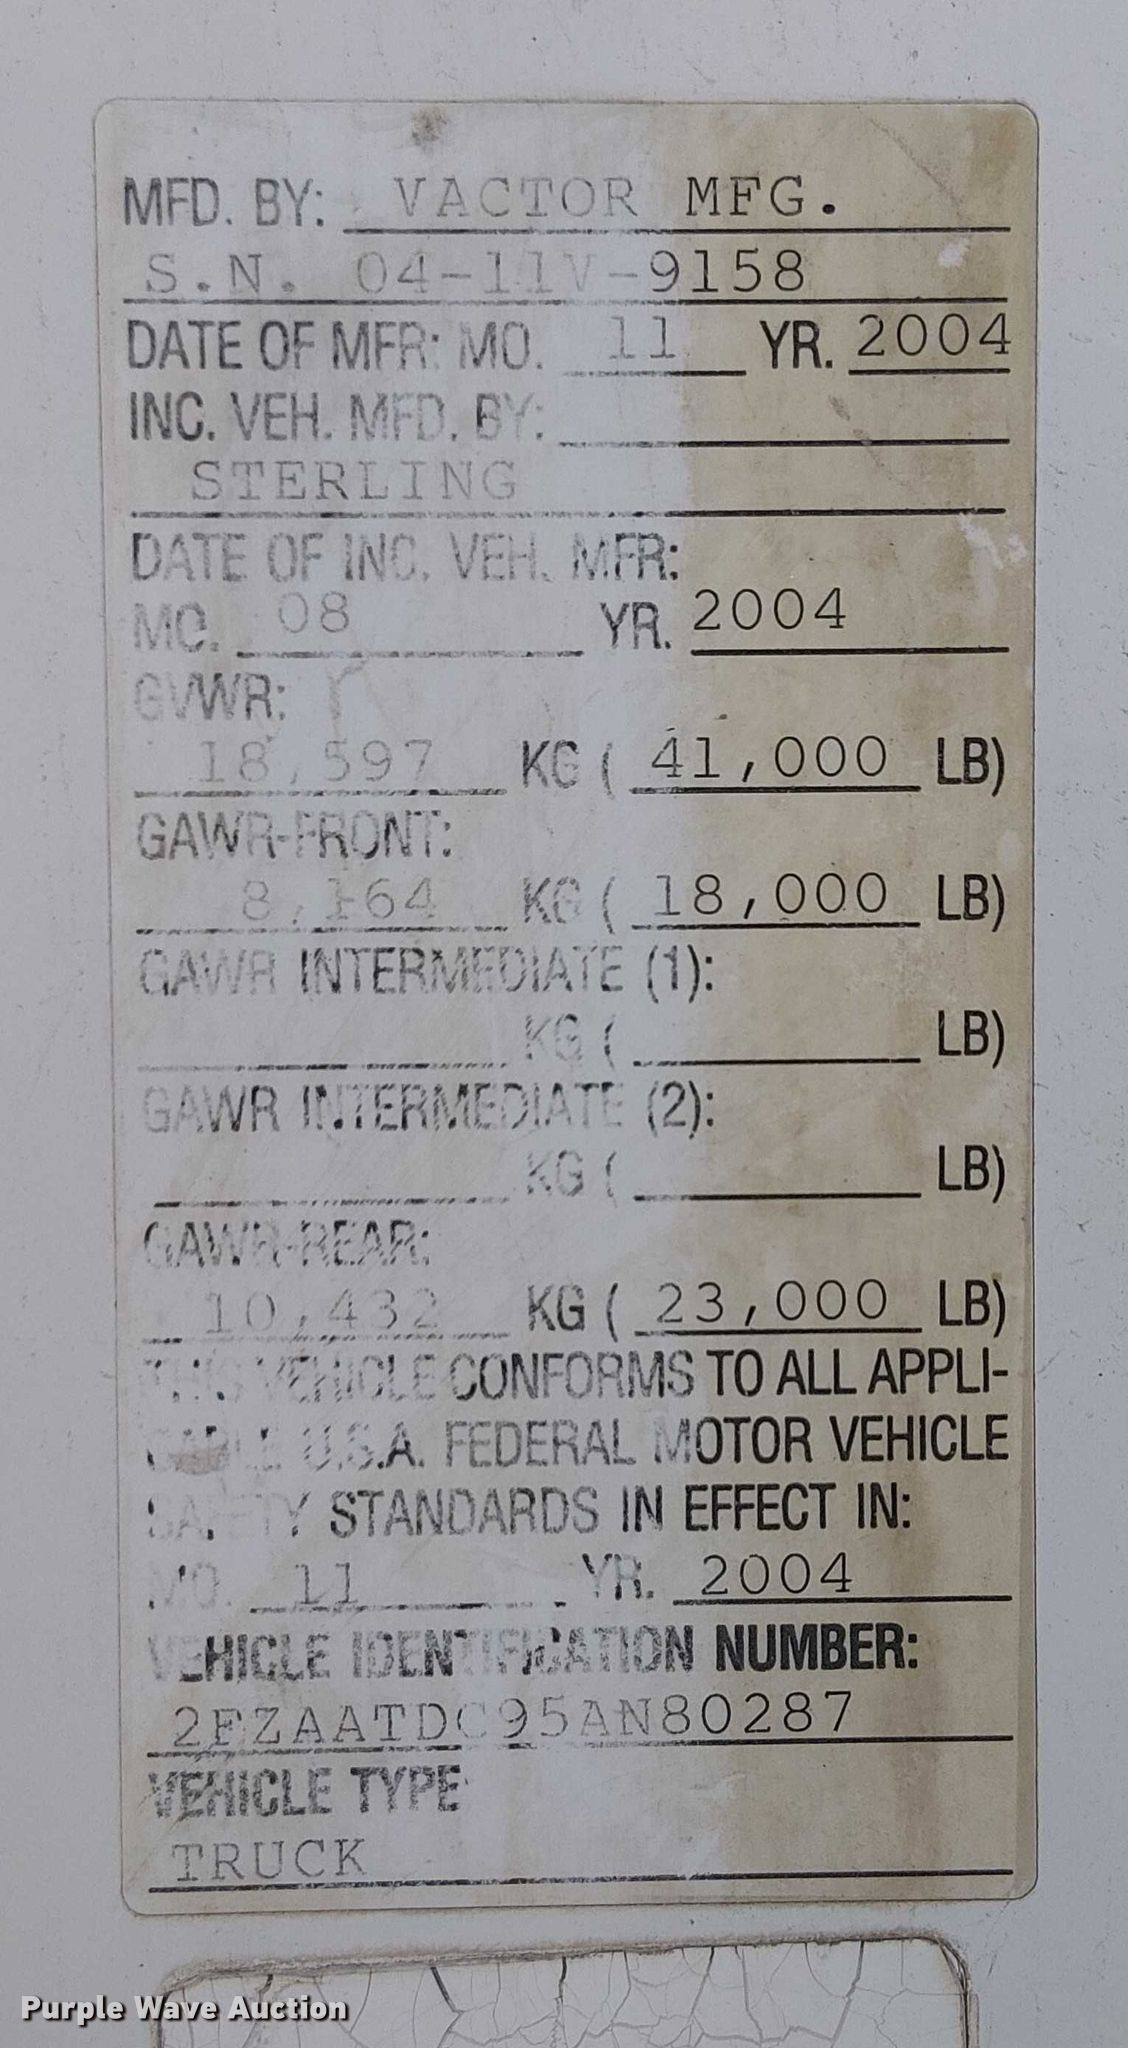 MFD. BY: VACTOR MFG.
S.N. 04-11V-9158
DATE OF MFR: MO. 11 YR. 2004
INC. VEH. MFD. BY:
STERLING
DATE OF INC. VEH. MFR:
MO. 08 YR. 2004
GVWR:
18,597 KG ( 41,000 LB)
GAWR-FRONT:
8,164 KG ( 18,000 LB)
GAWR INTERMEDIATE (1):
KG ( LB)
GAWR INTERMEDIATE (2):
KG ( LB)
GAWR-REAR:
10,432 KG ( 23,000 LB)
THIS VEHICLE CONFORMS TO ALL APPLI-
CABLE U.S.A. FEDERAL MOTOR VEHICLE
SAFETY STANDARDS IN EFFECT IN:
MO. 11 YR. 2004
VEHICLE IDENTIFICATION NUMBER:
2FZAATDC95AN80287
VEHICLE TYPE
TRUCK
Purple Wave Auction